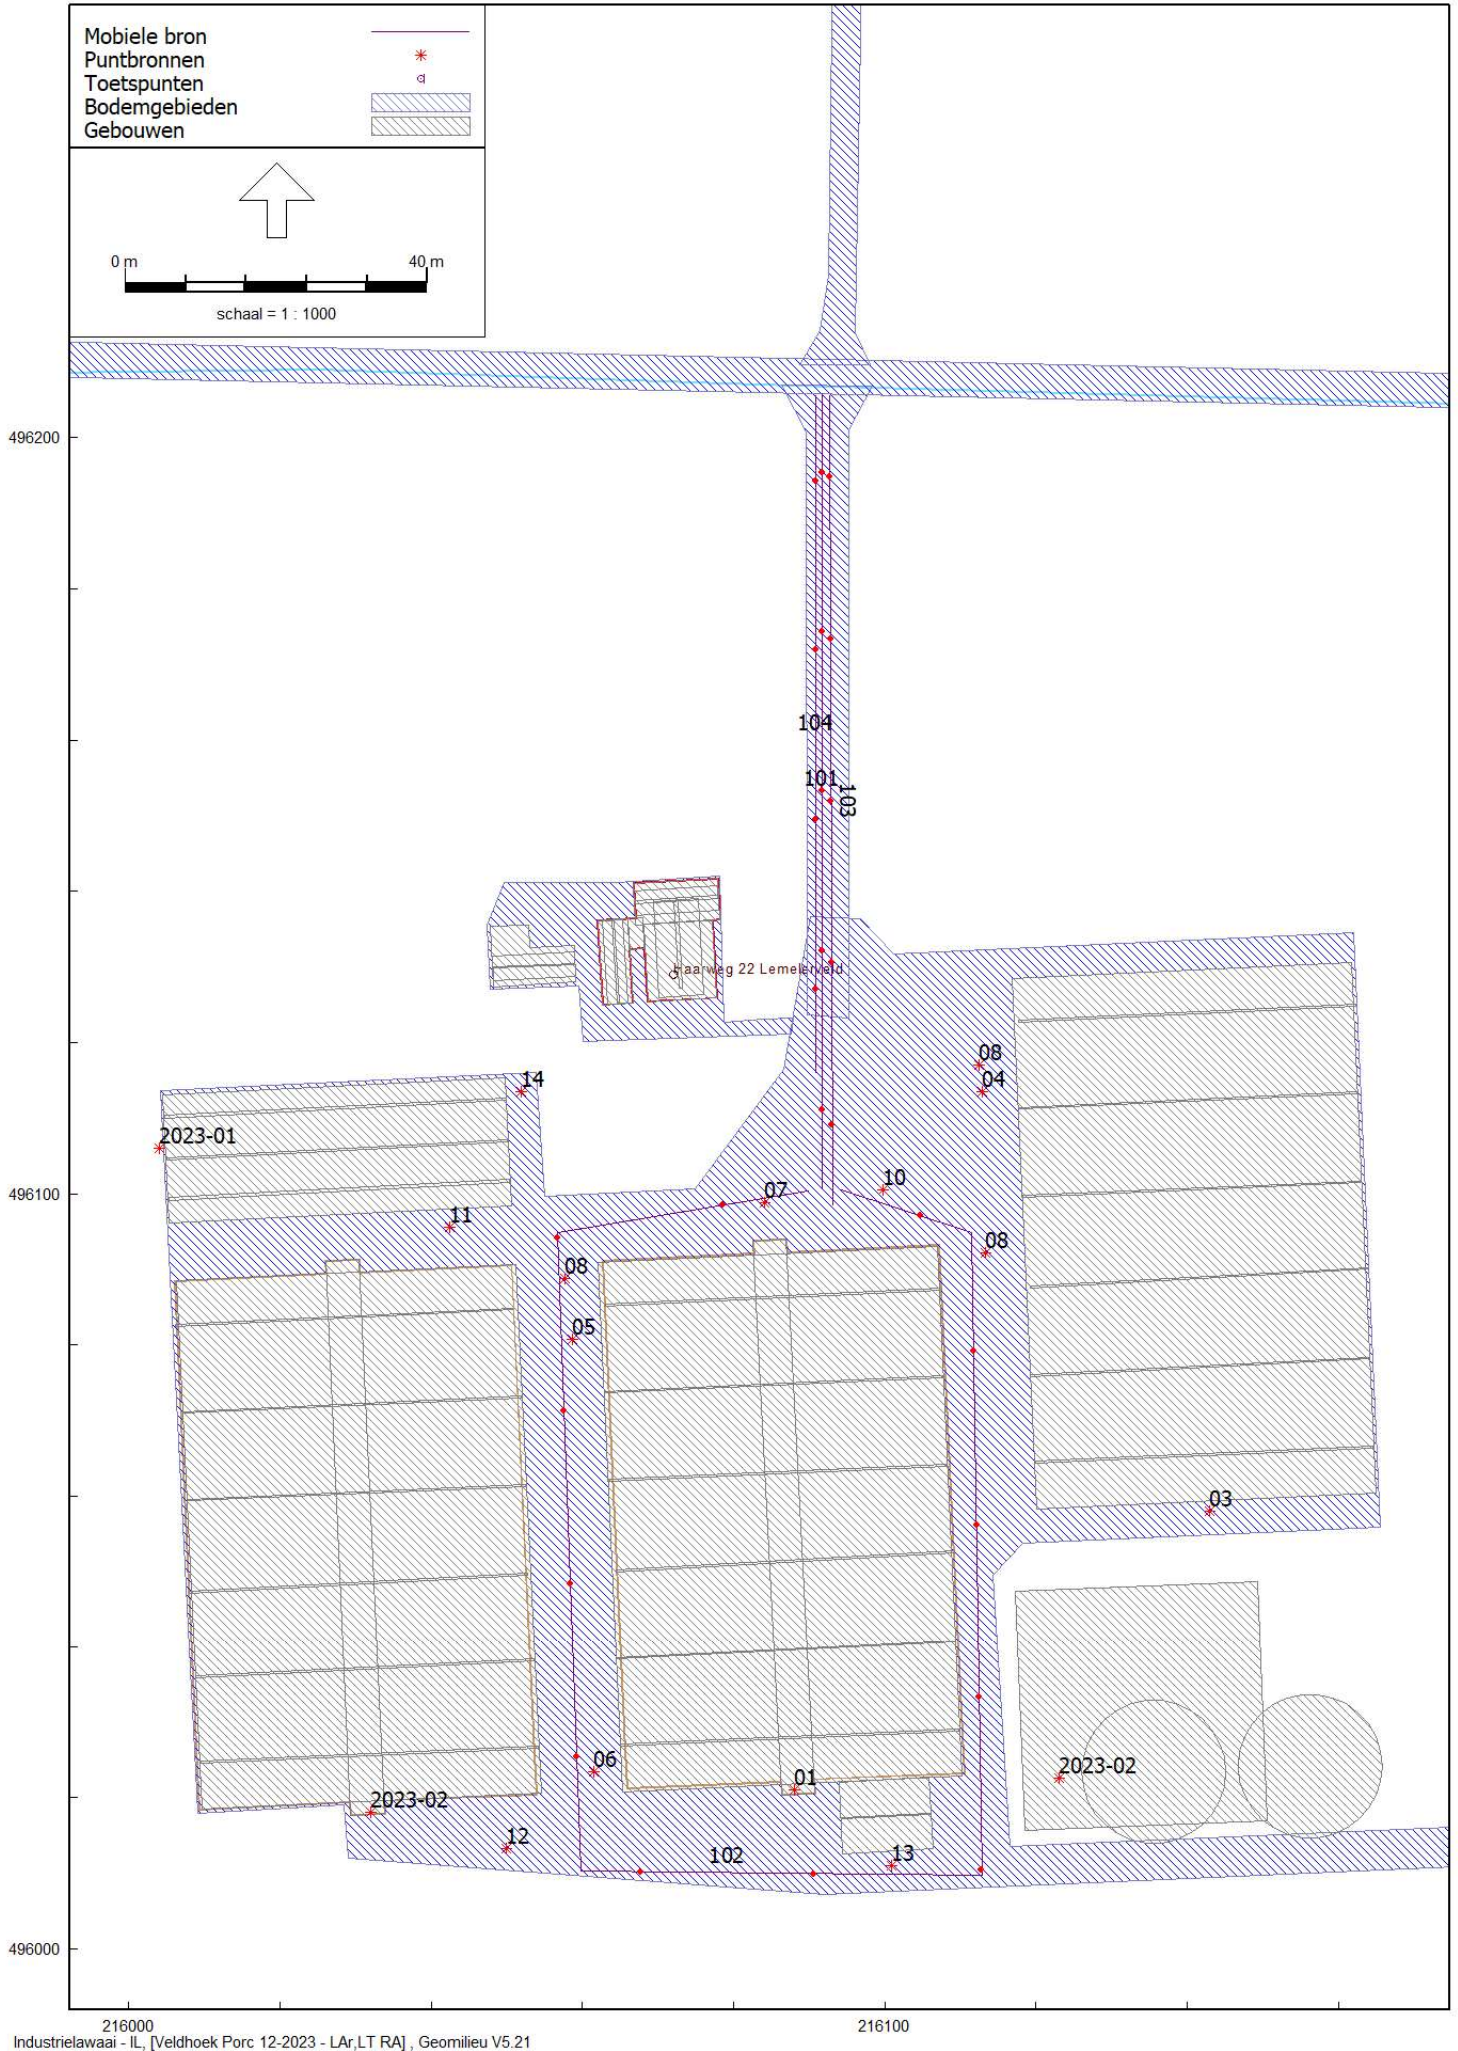 Mobiele bron
Puntbronnen
Toetspunten
Bodemgebieden
Gebouwen
0 m
40 m
schaal = 1 : 1000
496200
104
101
103
Haarweg 22 Lemelerveld
08
04
14
2023-01
496100
10
07
11
08
08
05
03
06
01
2023-02
2023-02
12
102
13
496000
216000
216100
Industrielawaai - IL, [Veldhoek Porc 12-2023 - LAr,LT RA] , Geomilieu V5.21